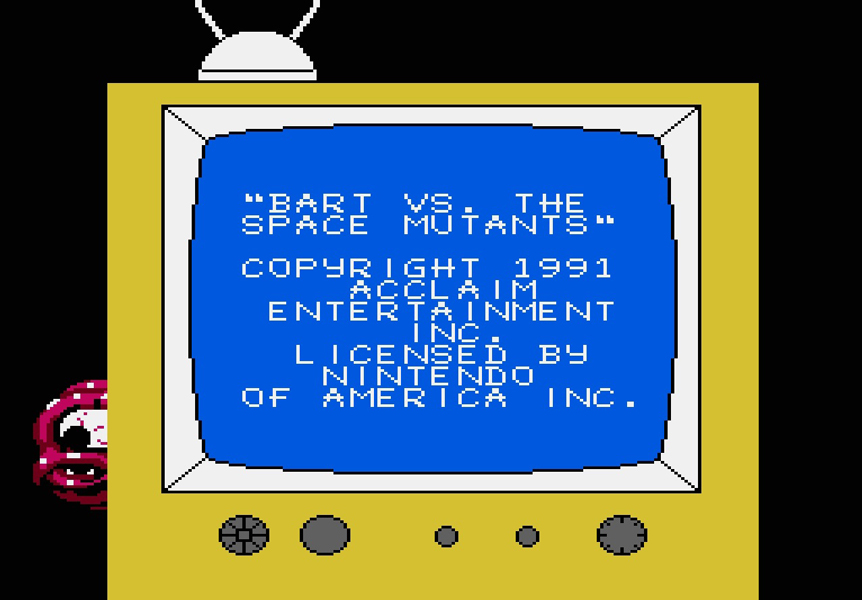 "BART VS. THE
SPACE MUTANTS"
COPYRIGHT 1991
ACCLAIM
ENTERTAINMENT
INC.
LICENSED BY
NINTENDO
OF AMERICA INC.